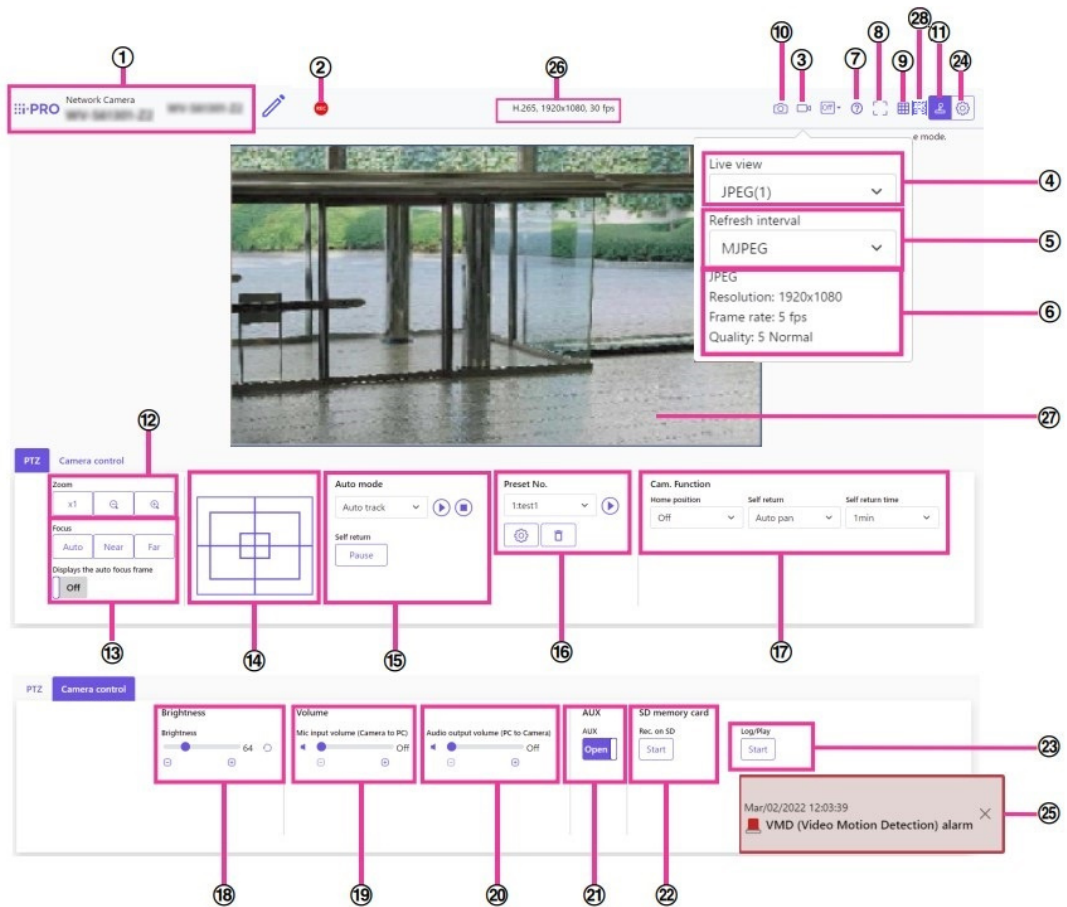 ① ② ㉖ ⑩ ③ ⑦ ⑧ ⑨ ㉘ ⑪ ㉔
i-PRO Network Camera
REC
H.265, 1920x1080, 30 fps
Off
e mode.
Live view
JPEG(1)
④
Refresh interval
MJPEG
⑤
JPEG
Resolution: 1920x1080
Frame rate: 5 fps
Quality: 5 Normal
⑥
㉗
⑫
PTZ Camera control
Zoom
x1
Focus
Auto Near Far
Displays the auto focus frame
Off
Auto mode
Auto track
Self return
Pause
Preset No.
1:test1
Cam. Function
Home position Self return Self return time
Off Auto pan 1min
⑬ ⑭ ⑮ ⑯ ⑰
PTZ Camera control
Brightness
Brightness
64
Volume
Mic input volume (Camera to PC)
Off
Audio output volume (PC to Camera)
Off
AUX
AUX
Open
SD memory card
Rec. on SD
Start
Log/Play
Start
㉓
Mar/02/2022 12:03:39
VMD (Video Motion Detection) alarm
㉕
⑱ ⑲ ⑳ ㉑ ㉒